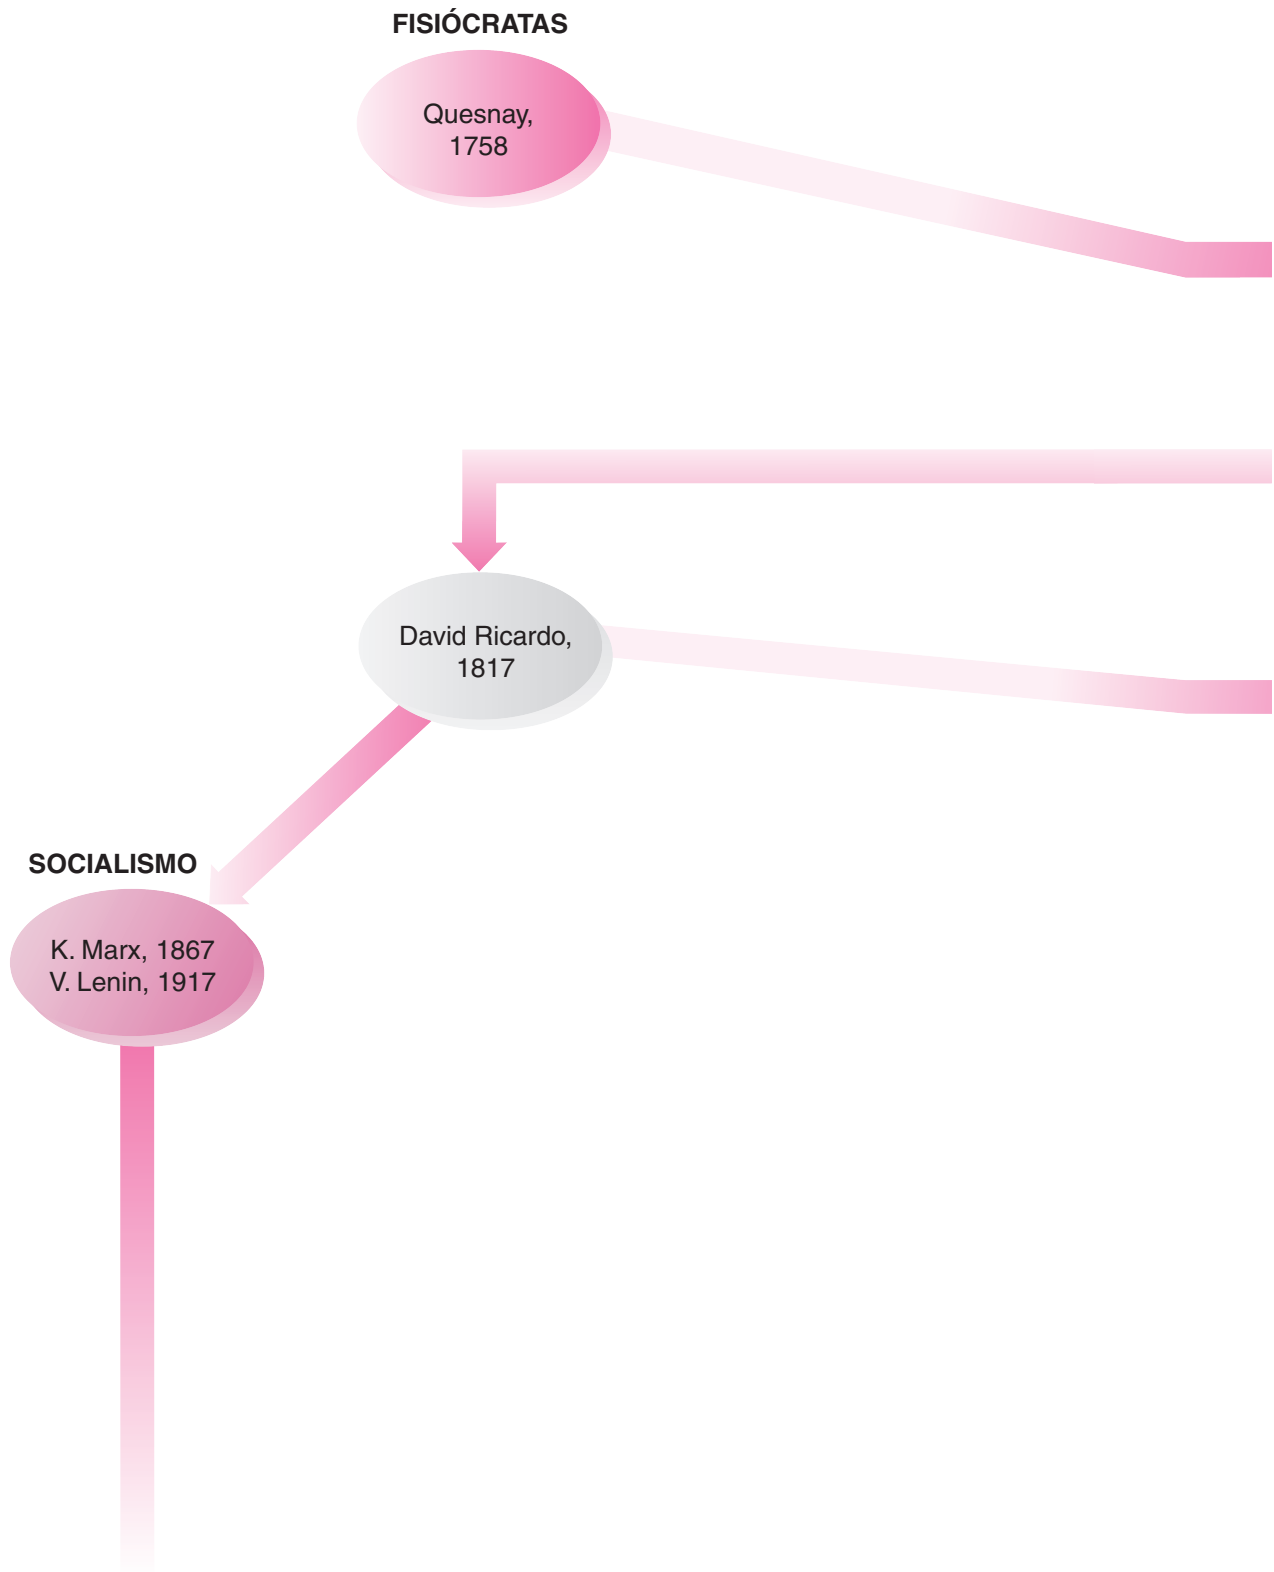 FISIÓCRATAS
Quesnay,
1758
David Ricardo,
1817
SOCIALISMO
K. Marx, 1867
V. Lenin, 1917